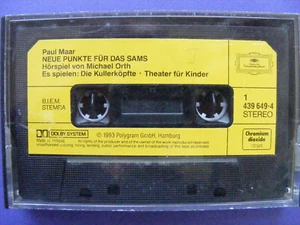 Paul Maar
NEUE PUNKTE FÜR DAS SAMS
Hörspiel von Michael Orth
Es spielen: Die Kullerköpfe · Theater für Kinder
B.I.E.M.
STEMRA
1
439 649-4
STEREO
DOLBY SYSTEM
℗ 1993 Polygram GmbH, Hamburg
Chromium
dioxide